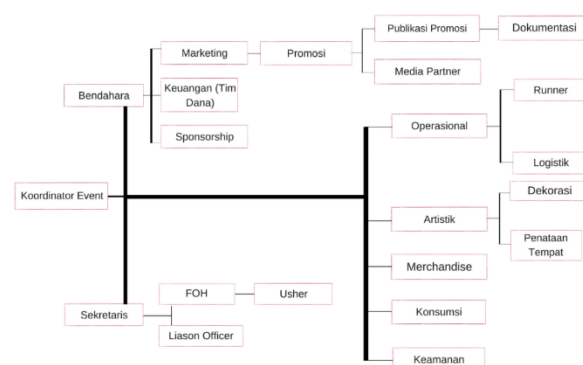 Publikasi Promosi
Dokumentasi
Marketing
Promosi
Media Partner
Runner
Bendahara
Keuangan (Tim
Dana)
Operasional
Sponsorship
Logistik
Koordinator Event
Dekorasi
Artistik
Penataan
Tempat
Merchandise
FOH
Usher
Konsumsi
Sekretaris
Liason Officer
Keamanan